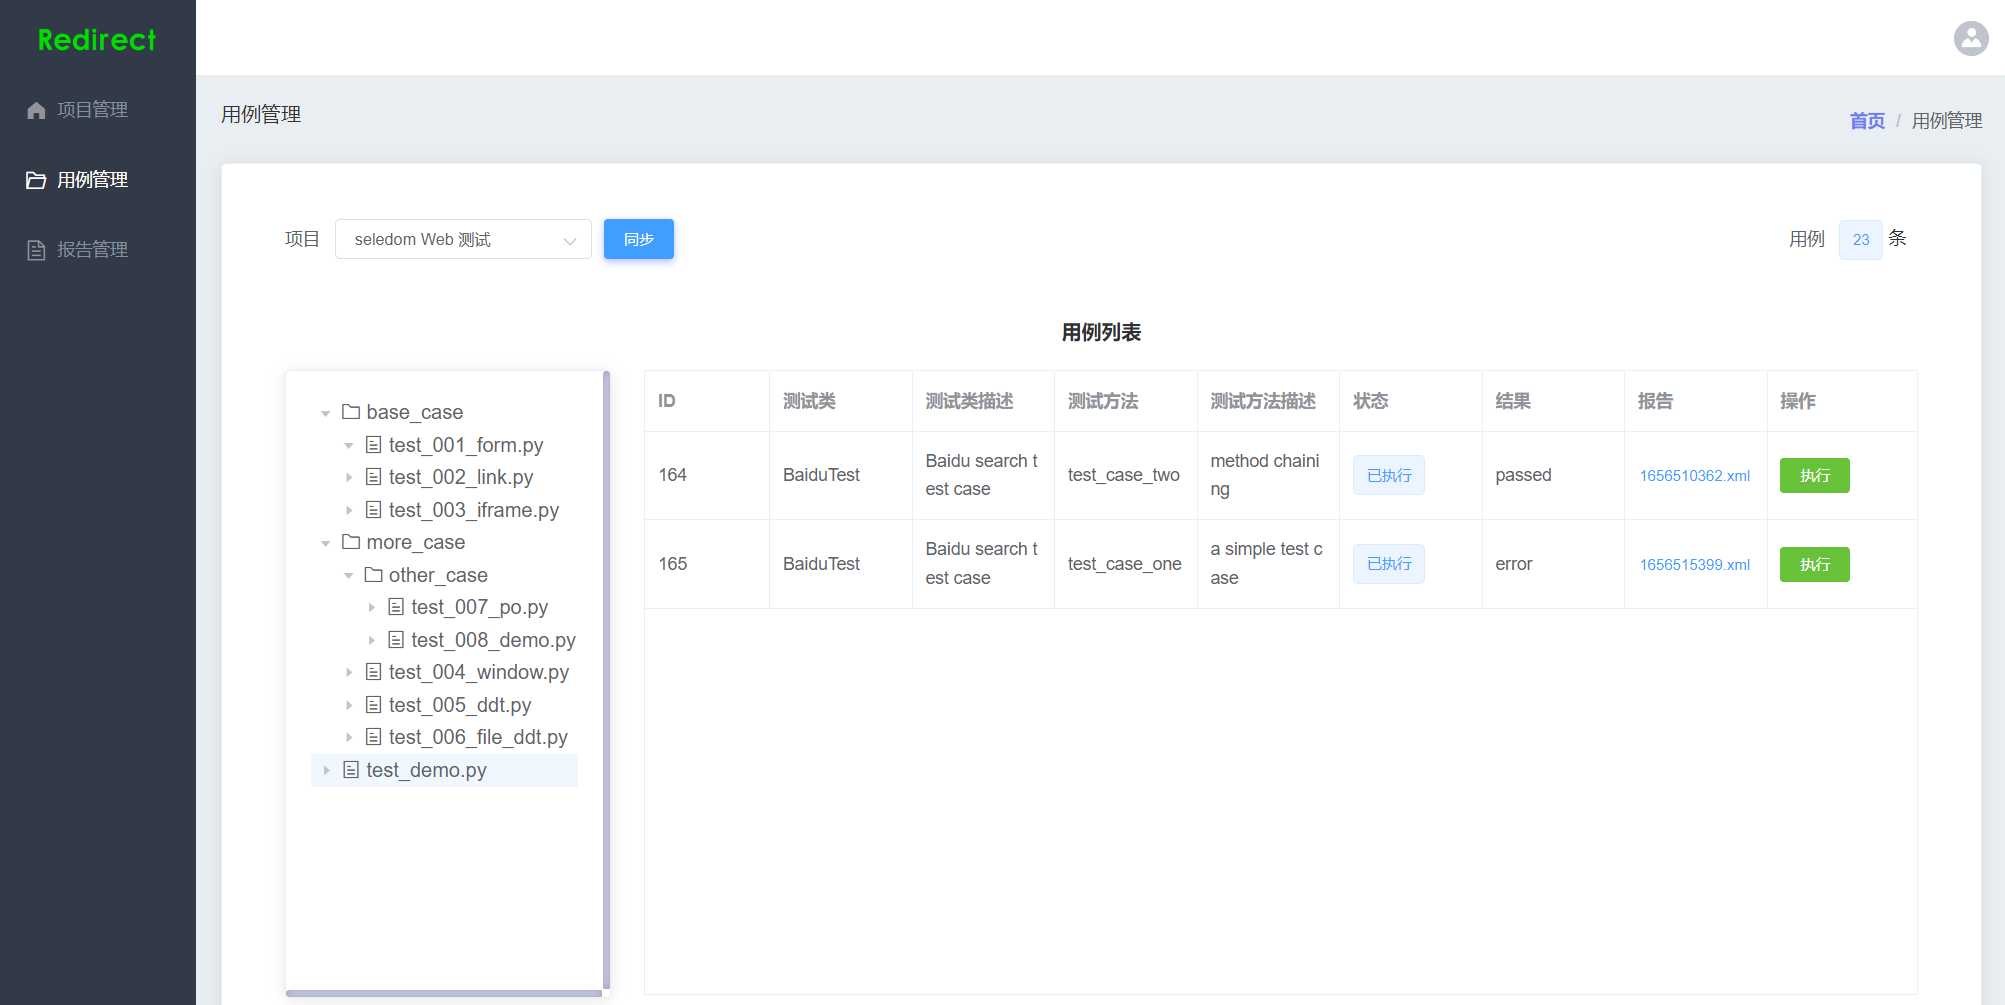 Redirect
项目管理
用例管理
报告管理
用例管理
首页 / 用例管理
项目 seledom Web 测试 同步
用例 23 条
用例列表
base_case
test_001_form.py
test_002_link.py
test_003_iframe.py
more_case
other_case
test_007_po.py
test_008_demo.py
test_004_window.py
test_005_ddt.py
test_006_file_ddt.py
test_demo.py
ID 测试类 测试类描述 测试方法 测试方法描述 状态 结果 报告 操作
164 BaiduTest Baidu search t
est case test_case_two method chaini
ng 已执行 passed 1656510362.xml 执行
165 BaiduTest Baidu search t
est case test_case_one a simple test c
ase 已执行 error 1656515399.xml 执行